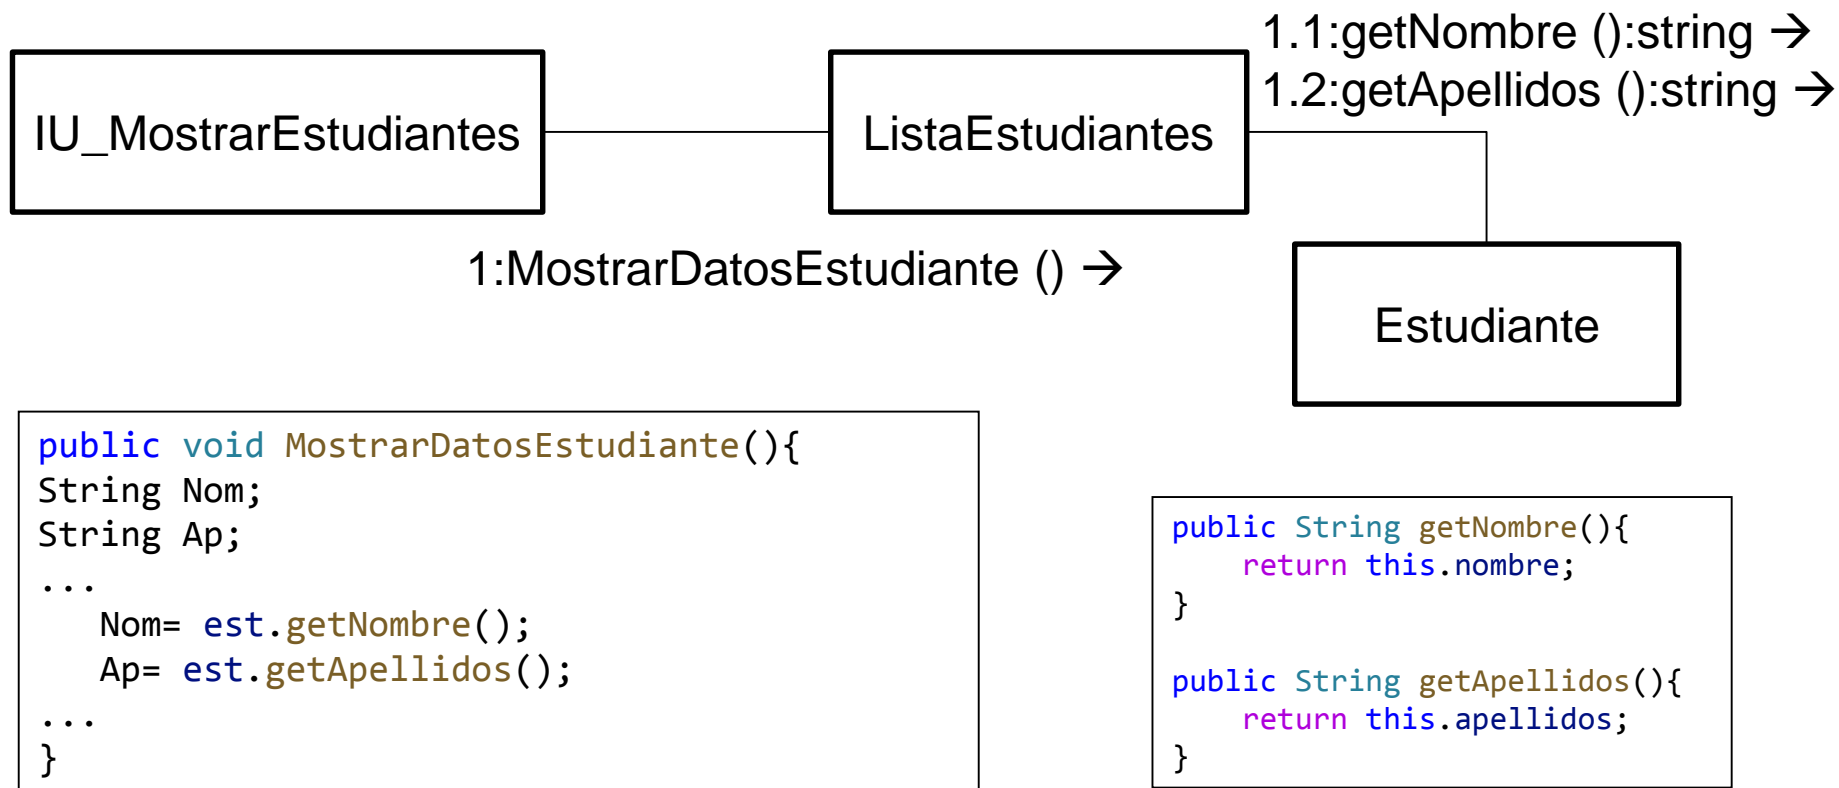 1.1:getNombre ():string →
1.2:getApellidos ():string →
IU_MostrarEstudiantes
ListaEstudiantes
1:MostrarDatosEstudiante () →
Estudiante
public void MostrarDatosEstudiante(){
String Nom;
String Ap;
...
Nom= est.getNombre();
Ap= est.getApellidos();
...
}
public String getNombre(){
return this.nombre;
}
public String getApellidos(){
return this.apellidos;
}